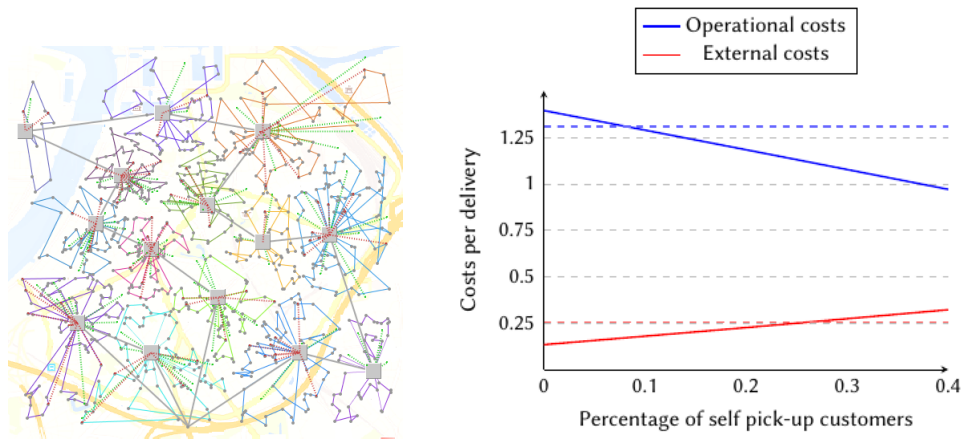 Operational costs
External costs
Costs per delivery
1.25
1
0.75
0.5
0.25
0
0.1
0.2
0.3
0.4
Percentage of self pick-up customers